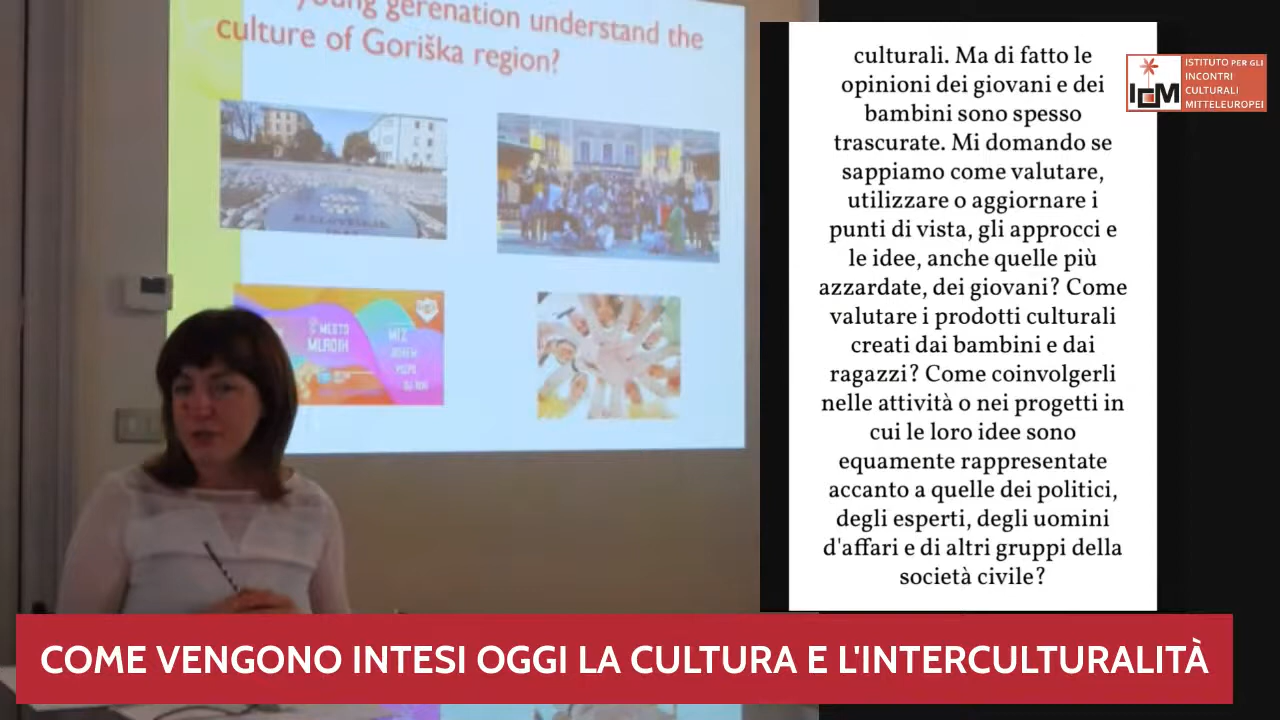 young gerenation understand the
culture of Goriška region?
MESTO
MLADIH
culturali. Ma di fatto le
opinioni dei giovani e dei
bambini sono spesso
trascurate. Mi domando se
sappiamo come valutare,
utilizzare o aggiornare i
punti di vista, gli approcci e
le idee, anche quelle più
azzardate, dei giovani? Come
valutare i prodotti culturali
creati dai bambini e dai
ragazzi? Come coinvolgerli
nelle attività o nei progetti in
cui le loro idee sono
equamente rappresentate
accanto a quelle dei politici,
degli esperti, degli uomini
d'affari e di altri gruppi della
società civile?
ICM
ISTITUTO PER GLI
INCONTRI
CULTURALI
MITTELEUROPEI
COME VENGONO INTESI OGGI LA CULTURA E L'INTERCULTURALITÀ